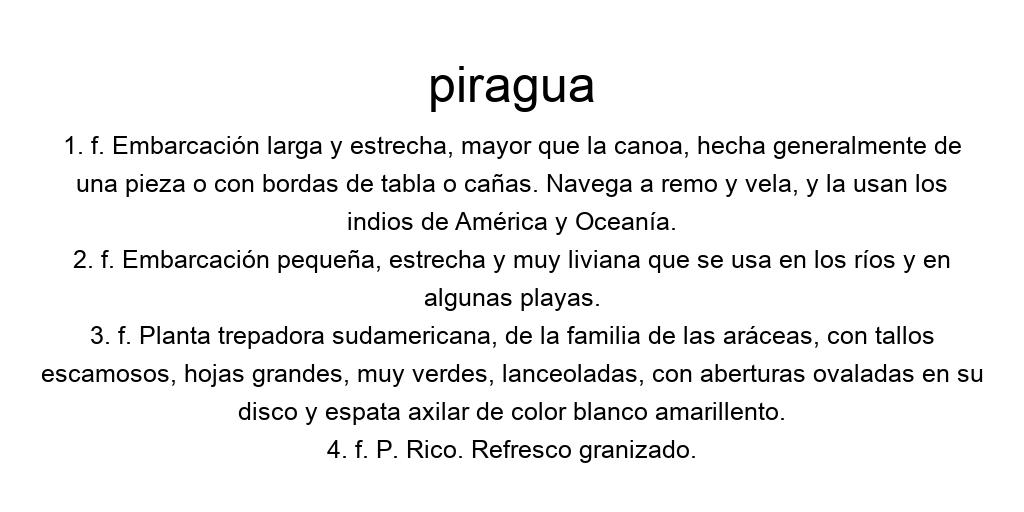 piragua
1. f. Embarcación larga y estrecha, mayor que la canoa, hecha generalmente de
una pieza o con bordas de tabla o cañas. Navega a remo y vela, y la usan los
indios de América y Oceanía.
2. f. Embarcación pequeña, estrecha y muy liviana que se usa en los ríos y en
algunas playas.
3. f. Planta trepadora sudamericana, de la familia de las aráceas, con tallos
escamosos, hojas grandes, muy verdes, lanceoladas, con aberturas ovaladas en su
disco y espata axilar de color blanco amarillento.
4. f. P. Rico. Refresco granizado.